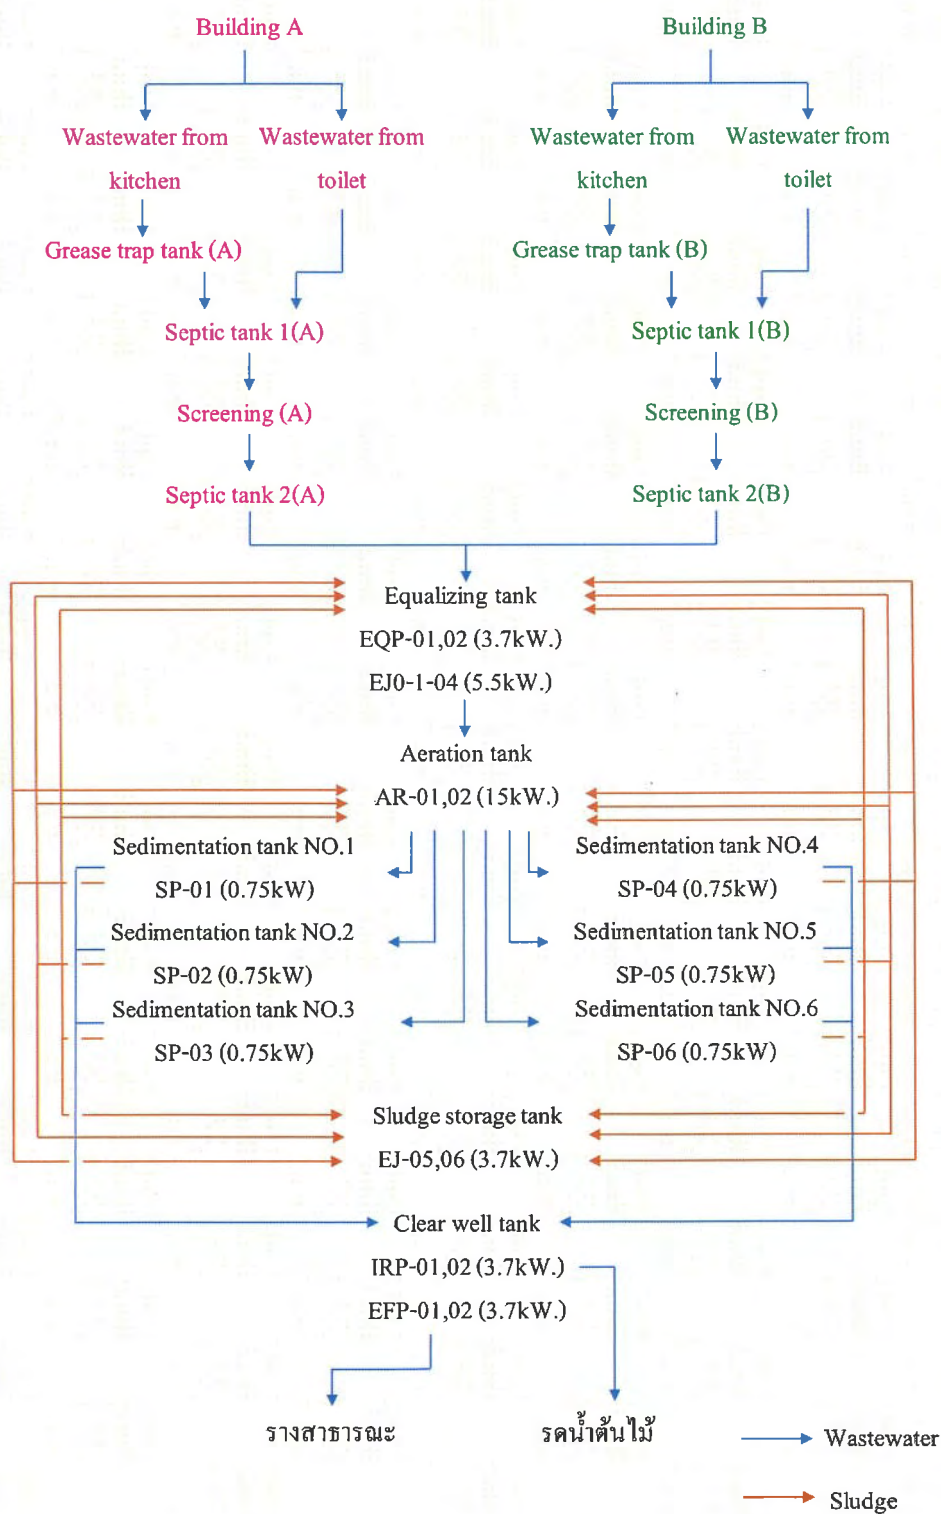 Building A
Building B
Wastewater from kitchen
Wastewater from toilet
Wastewater from kitchen
Wastewater from toilet
Grease trap tank (A)
Grease trap tank (B)
Septic tank 1(A)
Septic tank 1(B)
Screening (A)
Screening (B)
Septic tank 2(A)
Septic tank 2(B)
Equalizing tank
EQP-01,02 (3.7kW.)
EJ0-1-04 (5.5kW.)
Aeration tank
AR-01,02 (15kW.)
Sedimentation tank NO.1
SP-01 (0.75kW)
Sedimentation tank NO.2
SP-02 (0.75kW)
Sedimentation tank NO.3
SP-03 (0.75kW)
Sedimentation tank NO.4
SP-04 (0.75kW)
Sedimentation tank NO.5
SP-05 (0.75kW)
Sedimentation tank NO.6
SP-06 (0.75kW)
Sludge storage tank
EJ-05,06 (3.7kW.)
Clear well tank
IRP-01,02 (3.7kW.)
EFP-01,02 (3.7kW.)
รางสาธารณะ
รดน้ำต้นไม้
Wastewater
Sludge